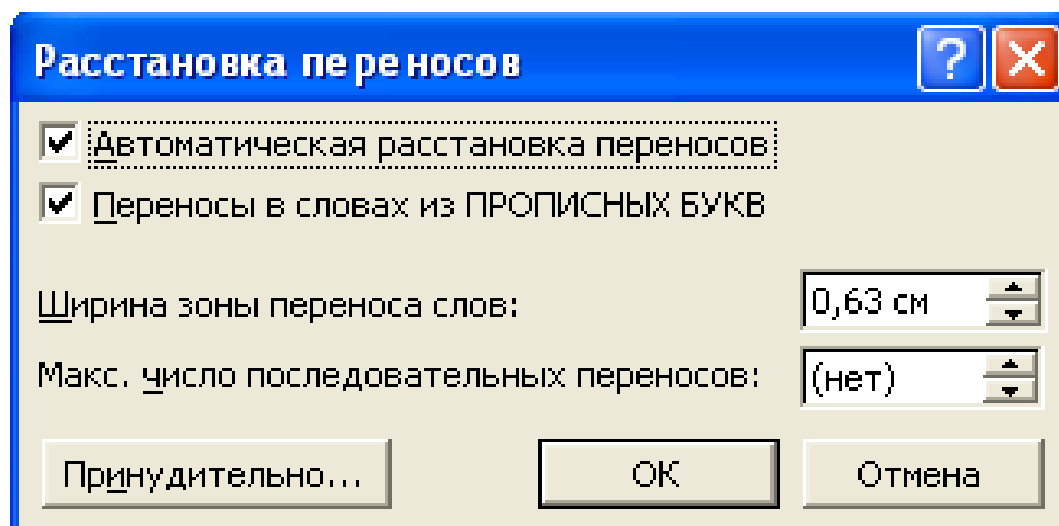 Расстановка переносов
Автоматическая расстановка переносов
Переносы в словах из ПРОПИСНЫХ БУКВ
Ширина зоны переноса слов: 0,63 см
Макс. число последовательных переносов: (нет)
Принудительно... ОК Отмена